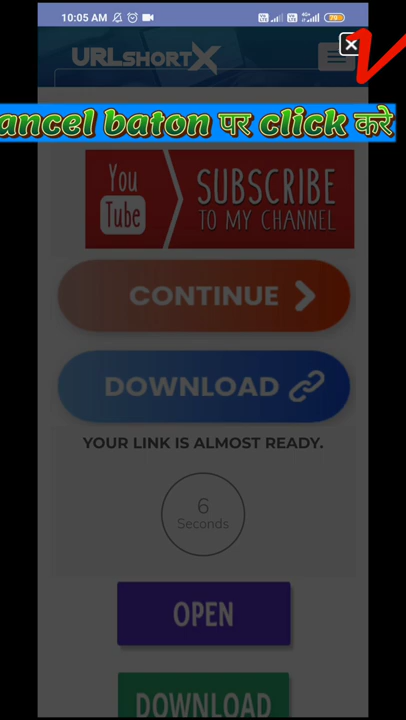 10:05 AM
79
URLSHORTX
ancel baton पर click करे
You
Tube
SUBSCRIBE
TO MY CHANNEL
CONTINUE
DOWNLOAD
YOUR LINK IS ALMOST READY.
6
Seconds
OPEN
DOWNLOAD